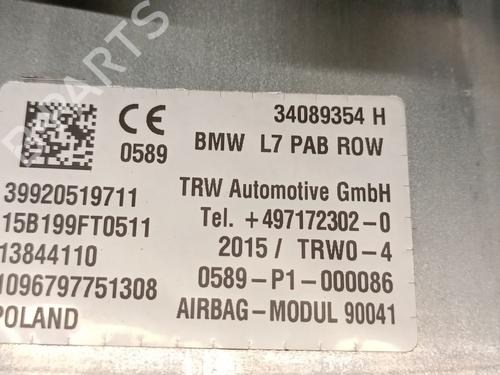 34089354 H
CE
0589
BMW L7 PAB ROW
39920519711
TRW Automotive GmbH
15B199FT0511
Tel. +497172302-0
13844110
2015 / TRW0-4
1096797751308
0589-P1-000086
POLAND
AIRBAG-MODUL 90041